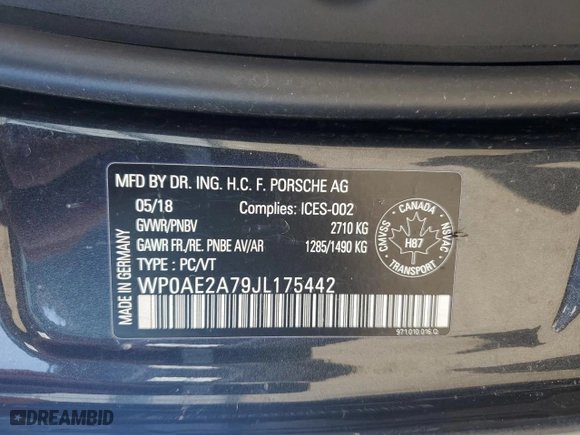 MFD BY DR. ING. H.C. F. PORSCHE AG
05/18 Complies: ICES-002
GVWR/PNBV 2710 KG
GAWR FR./RE. PNBE AV/AR 1285/1490 KG
TYPE : PC/VT
WP0AE2A79JL175442
971.010.016.Q
MADE IN GERMANY
CANADA
CMVSS
NSVAC
H87
TRANSPORT
DREAMBID